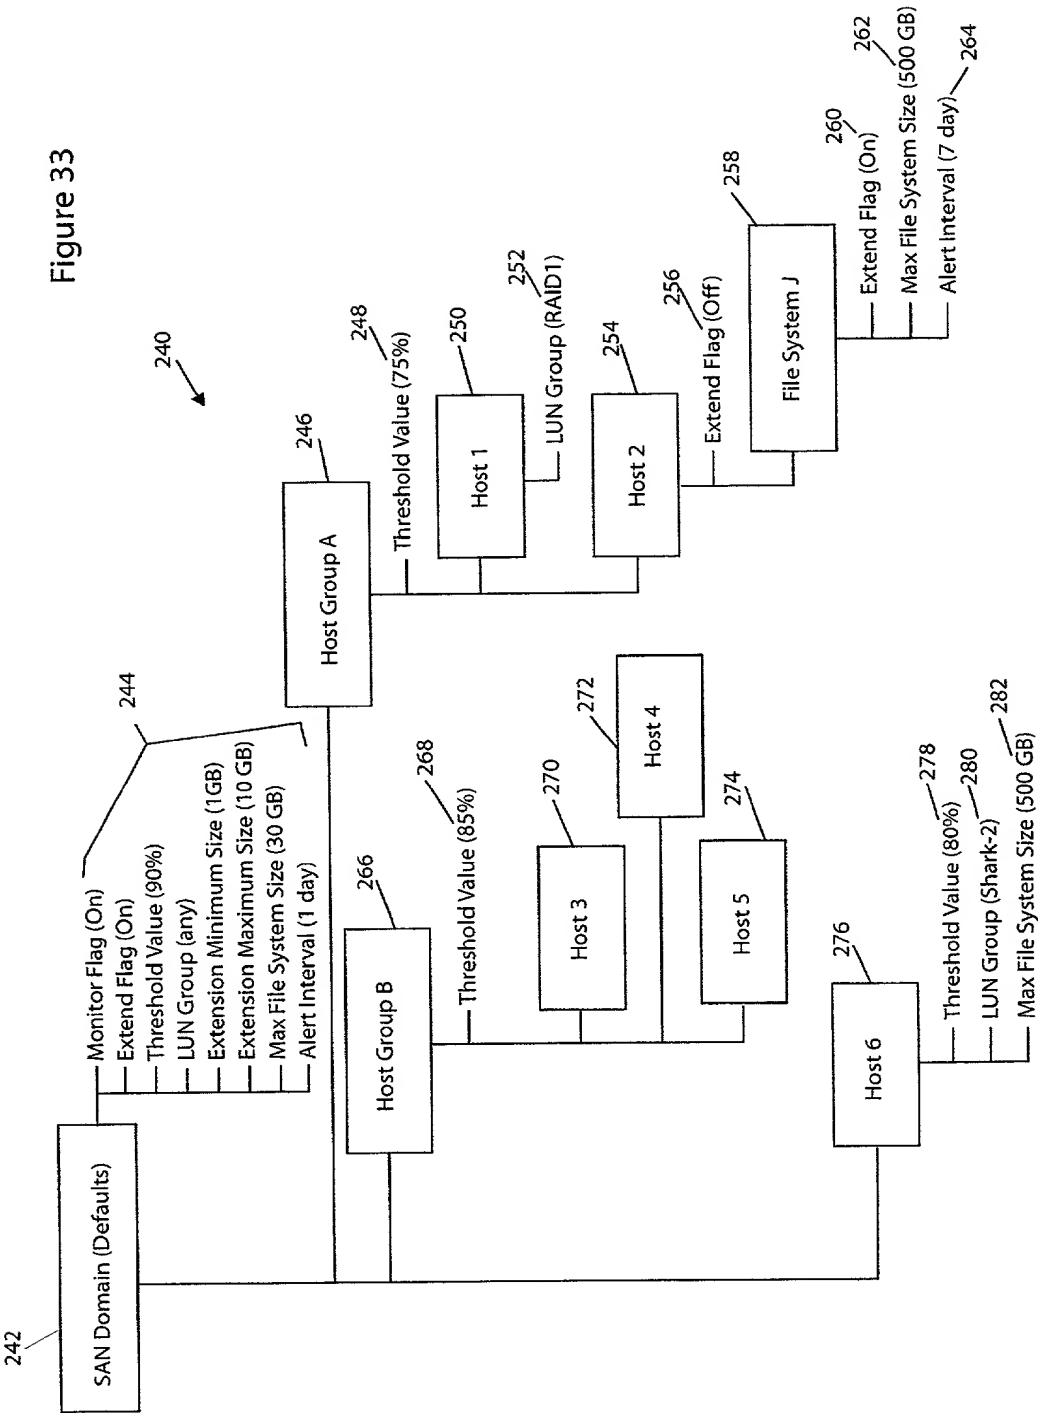 Figure 33
240
242
SAN Domain (Defaults)
244
Monitor Flag (On)
Extend Flag (On)
Threshold Value (90%)
LUN Group (any)
Extension Minimum Size (1GB)
Extension Maximum Size (10 GB)
Max File System Size (30 GB)
Alert Interval (1 day)
246
Host Group A
248
Threshold Value (75%)
250
Host 1
252
LUN Group (RAID1)
254
Host 2
256
Extend Flag (Off)
258
File System J
260
Extend Flag (On)
262
Max File System Size (500 GB)
264
Alert Interval (7 day)
266
Host Group B
268
Threshold Value (85%)
270
Host 3
272
Host 4
274
Host 5
276
Host 6
278
Threshold Value (80%)
280
LUN Group (Shark-2)
282
Max File System Size (500 GB)